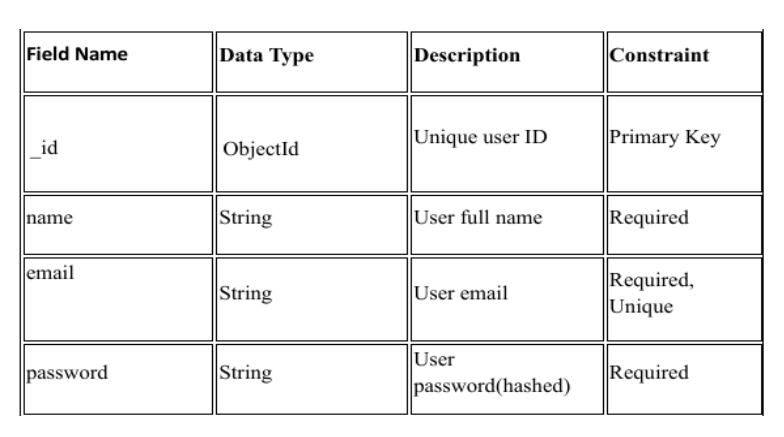 Field Name Data Type Description Constraint
_id ObjectId Unique user ID Primary Key
name String User full name Required
email String User email Required,
Unique
password String User
password(hashed) Required